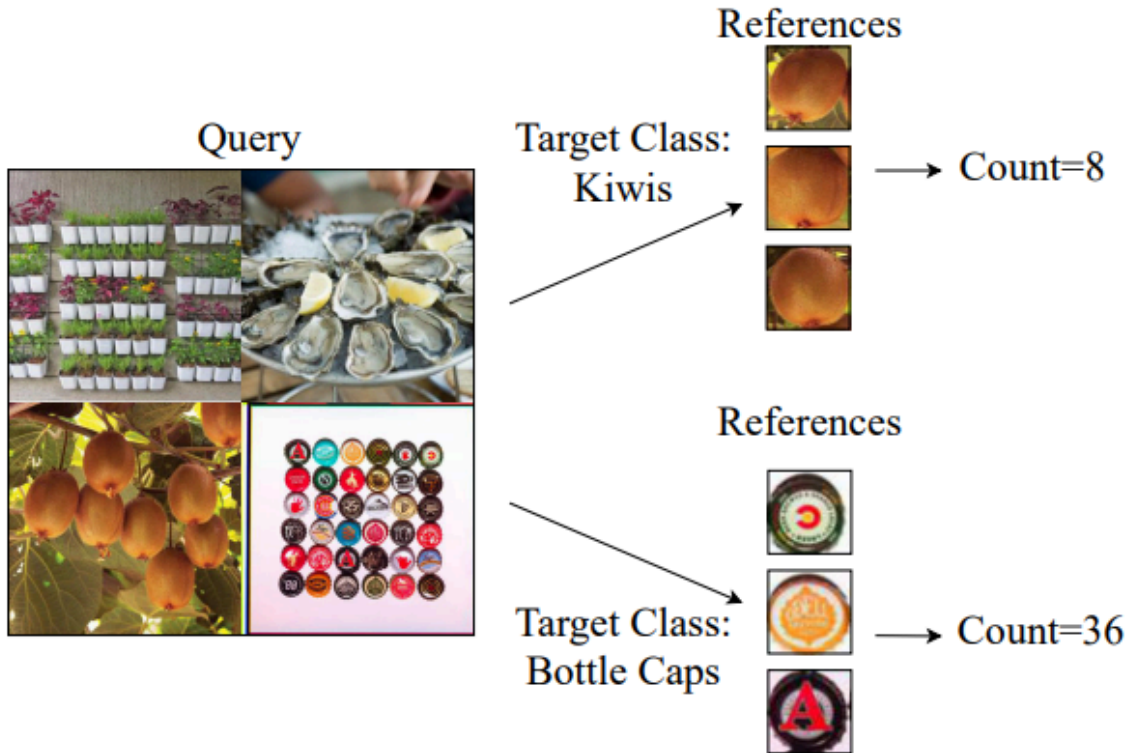 References
Query
Target Class:
Kiwis
Count=8
References
Target Class:
Bottle Caps
Count=36
A